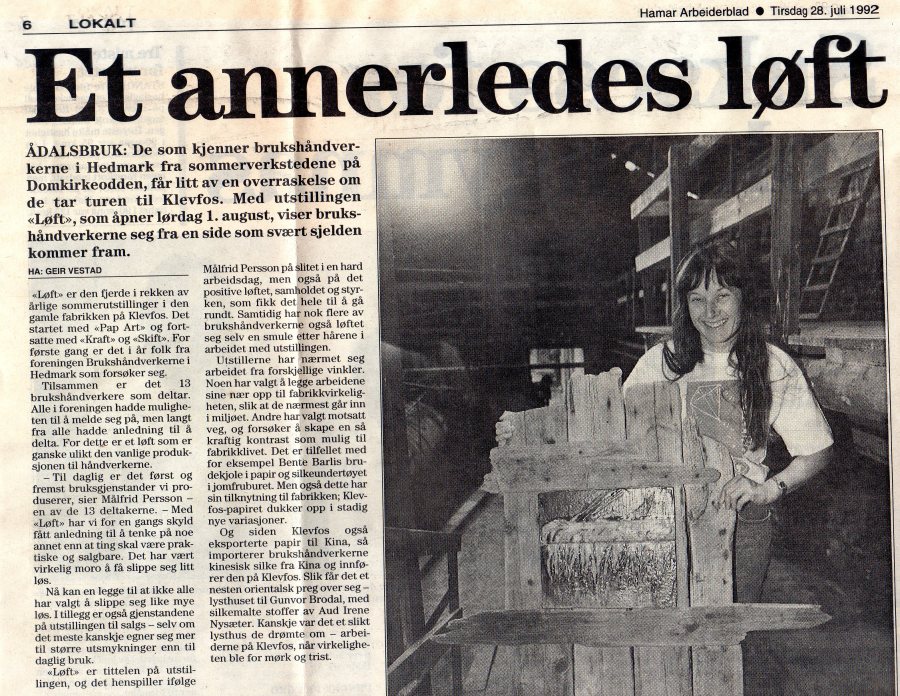 6 LOKALT
Hamar Arbeiderblad ● Tirsdag 28. juli 1992
Et annerledes løft
ÅDALSBRUK: De som kjenner brukshåndver-
kerne i Hedmark fra sommerverkstedene på
Domkirkeodden, får litt av en overraskelse om
de tar turen til Klevfos. Med utstillingen
«Løft», som åpner lørdag 1. august, viser bruks-
håndverkerne seg fra en side som svært sjelden
kommer fram.
HA: GEIR VESTAD
«Løft» er den fjerde i rekken av
årlige sommerutstillinger i den
gamle fabrikken på Klevfos. Det
startet med «Pap Art» og fort-
satte med «Kraft» og «Skift». For
første gang er det i år folk fra
foreningen Brukshåndverkerne i
Hedmark som forsøker seg.
Tilsammen er det 13
brukshåndverkere som deltar.
Alle i foreningen hadde mulighe-
ten til å melde seg på, men langt
fra alle hadde anledning til å
delta. For dette er et løft som er
ganske ulikt den vanlige produk-
sjonen til håndverkerne.
– Til daglig er det først og
fremst bruksgjenstander vi pro-
duserer, sier Målfrid Persson –
en av de 13 deltakerne. – Med
«Løft» har vi for en gangs skyld
fått anledning til å tenke på noe
annet enn at ting skal være prak-
tiske og salgbare. Det har vært
virkelig moro å få slippe seg litt
løs.
Nå kan en legge til at ikke alle
har valgt å slippe seg like mye
løs. I tillegg er også gjenstandene
på utstillingen til salgs – selv om
det meste kanskje egner seg mer
til større utsmykninger enn til
daglig bruk.
«Løft» er tittelen på utstil-
lingen, og det henspiller ifølge
Målfrid Persson på slitet i en hard
arbeidsdag, men også på det
positive løftet, samholdet og styr-
ken, som fikk det hele til å gå
rundt. Samtidig har nok flere av
brukshåndverkerne også løftet
seg selv en smule etter hårene i
arbeidet med utstillingen.
Utstillerne har nærmet seg
arbeidet fra forskjellige vinkler.
Noen har valgt å legge arbeidene
sine nær opp til fabrikkvirkelig-
heten, slik at de nærmest går inn
i miljøet. Andre har valgt motsatt
veg, og forsøker å skape en så
kraftig kontrast som mulig til
fabrikklivet. Det er tilfellet med
for eksempel Bente Barlis bru-
dekjole i papir og silkeundertøyet
i jomfruburet. Men også dette har
sin tilknytning til fabrikken; Klev-
fos-papiret dukker opp i stadig
nye variasjoner.
Og siden Klevfos også
eksporterte papir til Kina, så
importerer brukshåndverkerne
kinesisk silke fra Kina og innfø-
rer den på Klevfos. Slik får det et
nesten orientalsk preg over seg –
lysthuset til Gunvor Brodal, med
silkemalte stoffer av Aud Irene
Nysæter. Kanskje var det et slikt
lysthus de drømte om – arbei-
derne på Klevfos, når virkelighe-
ten ble for mørk og trist.